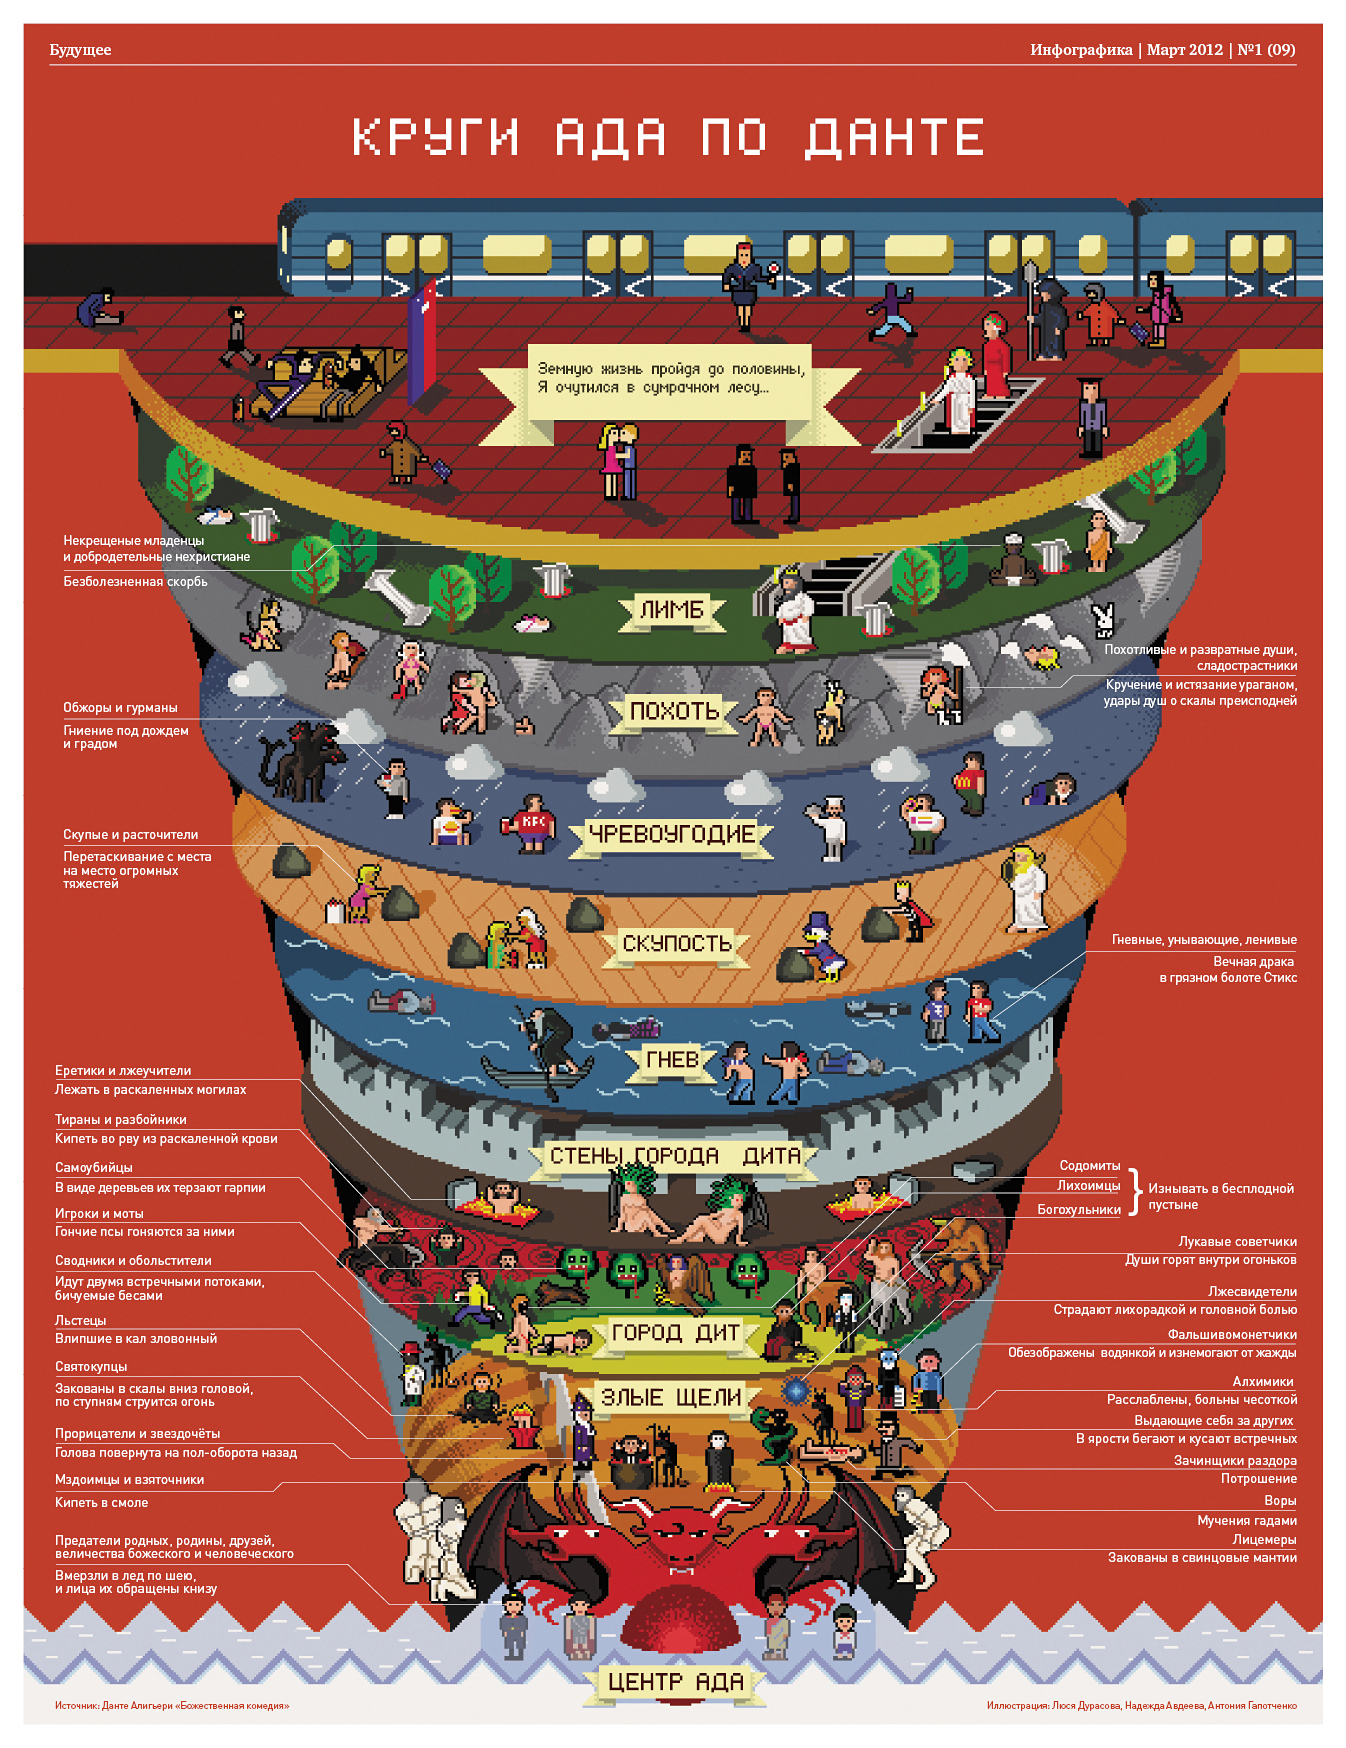 Будущее
Инфографика | Март 2012 | №1 (09)
КРУГИ АДА ПО ДАНТЕ
Земную жизнь пройдя до половины,
Я очутился в сумрачном лесу...
Некрещеные младенцы
и добродетельные нехристиане
Безболезненная скорбь
ЛИМБ
Похотливые и развратные души,
сладострастники
Кручение и истязание ураганом,
удары душ о скалы преисподней
ПОХОТЬ
Обжоры и гурманы
Гниение под дождем
и градом
KFC
ЧРЕВОУГОДИЕ
Скупые и расточители
Перетаскивание с места
на место огромных
тяжестей
СКУПОСТЬ
Гневные, унывающие, ленивые
Вечная драка
в грязном болоте Стикс
ГНЕВ
Еретики и лжеучители
Лежать в раскаленных могилах
Тираны и разбойники
Кипеть во рву из раскаленной крови
СТЕНЫ ГОРОДА ДИТА
Самоубийцы
В виде деревьев их терзают гарпии
Игроки и моты
Гончие псы гоняются за ними
Содомиты
Лихоимцы
Богохульники
Изнывать в бесплодной
пустыне
Сводники и обольстители
Идут двумя встречными потоками,
бичуемые бесами
Лукавые советчики
Души горят внутри огоньков
Лжесвидетели
Страдают лихорадкой и головной болью
ГОРОД ДИТ
Льстецы
Влипшие в кал зловонный
Фальшивомонетчики
Обезображены водянкой и изнемогают от жажды
Святокупцы
Закованы в скалы вниз головой,
по ступням струится огонь
ЗЛЫЕ ЩЕЛИ
Алхимики
Расслаблены, больны чесоткой
Выдающие себя за других
В ярости бегают и кусают встречных
Прорицатели и звездочёты
Голова повернута на пол-оборота назад
Зачинщики раздора
Потрошение
Мздоимцы и взяточники
Кипеть в смоле
Воры
Мучения гадами
Лицемеры
Закованы в свинцовые мантии
Предатели родных, родины, друзей,
величества божеского и человеческого
Вмерзли в лед по шею,
и лица их обращены книзу
ЦЕНТР АДА
Источник: Данте Алигьери «Божественная комедия»
Иллюстрация: Люся Дурасова, Надежда Авдеева, Антония Гапотченко